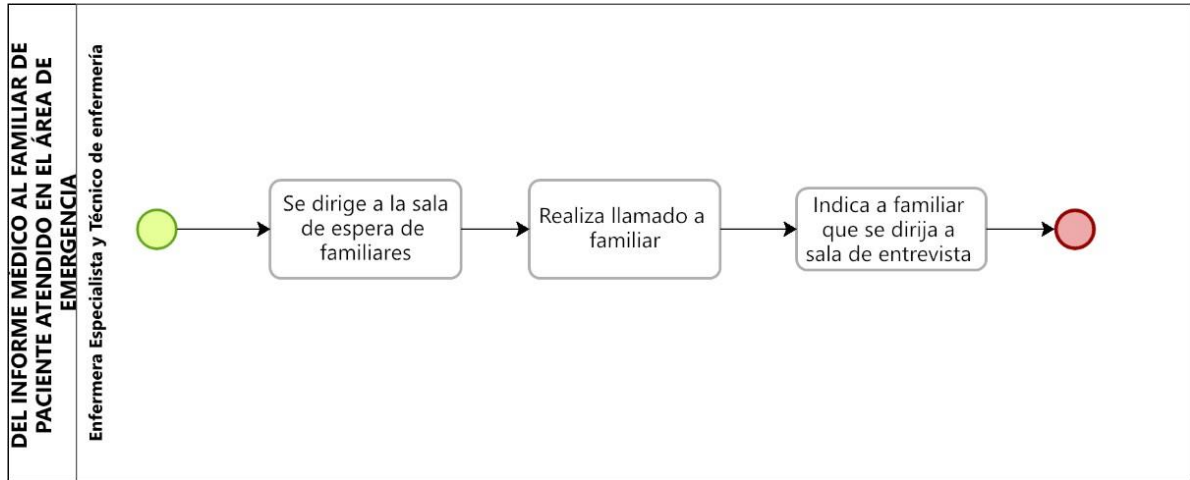 DEL INFORME MÉDICO AL FAMILIAR DE
PACIENTE ATENDIDO EN EL ÁREA DE
EMERGENCIA
Enfermera Especialista y Técnico de enfermería
Se dirige a la sala
de espera de
familiares
Realiza llamado a
familiar
Indica a familiar
que se dirija a
sala de entrevista